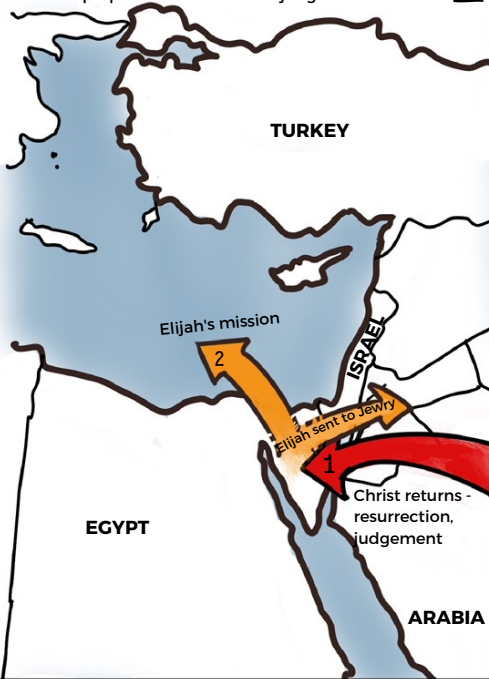 TURKEY
Elijah's mission
2
ISRAEL
Elijah sent to Jewry
1
Christ returns -
resurrection,
judgement
EGYPT
ARABIA